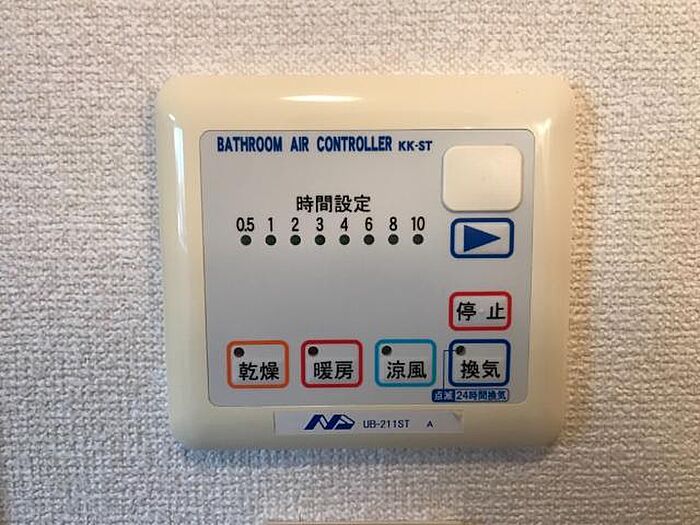 BATHROOM AIR CONTROLLER KK-ST
時間設定
0.5 1 2 3 4 6 8 10
停止
乾燥 暖房 涼風 換気
点滅 24時間換気
UB-211ST A